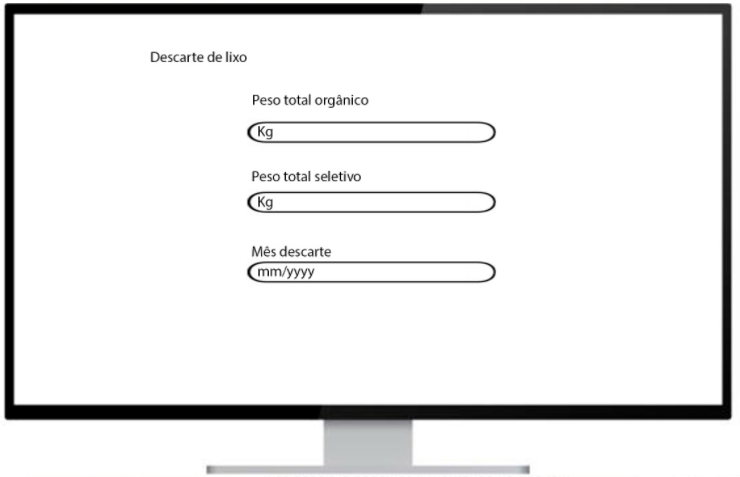 Descarte de lixo
Peso total orgânico
Kg
Peso total seletivo
Kg
Mês descarte
mm/yyyy